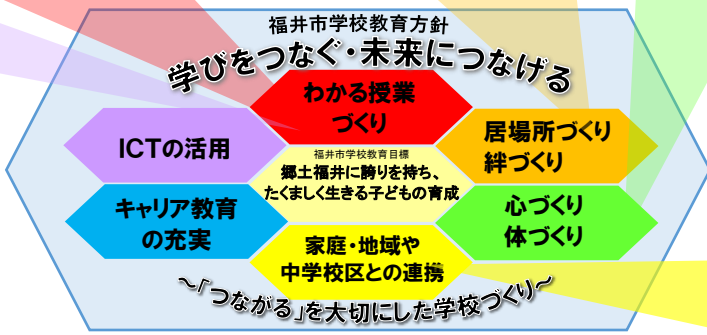 福井市学校教育方針
学びをつなぐ・未来につなげる
わかる授業
づくり
ICTの活用
居場所づくり
絆づくり
福井市学校教育目標
郷土福井に誇りを持ち、
たくましく生きる子どもの育成
キャリア教育
の充実
心づくり
体づくり
家庭・地域や
中学校区との連携
～「つながる」を大切にした学校づくり～